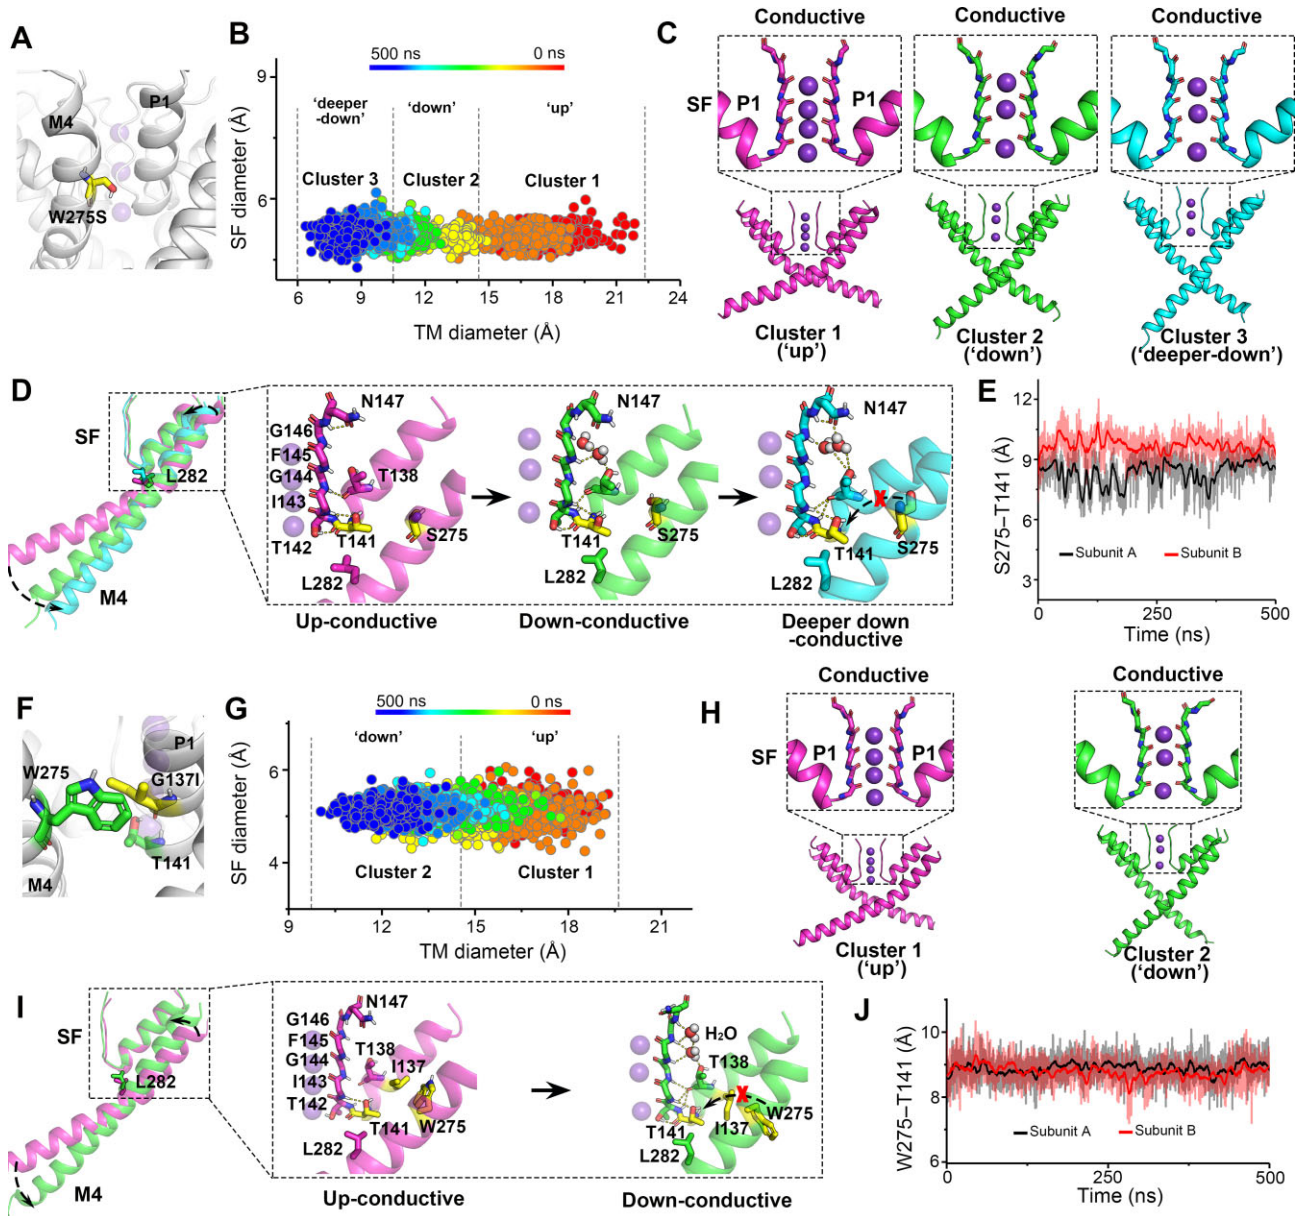 A
M4
P1
W275S
B
500 ns
0 ns
SF diameter (Å)
9
6
3
'deeper
-down'
'down'
'up'
Cluster 3
Cluster 2
Cluster 1
6
9
12
15
18
21
24
TM diameter (Å)
C
Conductive
Conductive
Conductive
SF
P1
P1
Cluster 1
('up')
Cluster 2
('down')
Cluster 3
('deeper-down')
D
SF
L282
M4
N147
G146
F145
G144
I143
T142
T138
T141
S275
L282
Up-conductive
N147
T141
S275
L282
Down-conductive
N147
X
T141
S275
L282
Deeper down
-conductive
E
S275–T141 (Å)
12
9
6
3
Subunit A
Subunit B
0
250
500
Time (ns)
F
W275
P1
G137I
T141
M4
G
500 ns
0 ns
SF diameter (Å)
6
4
'down'
'up'
Cluster 2
Cluster 1
9
12
15
18
21
TM diameter (Å)
H
Conductive
Conductive
SF
P1
P1
Cluster 1
('up')
Cluster 2
('down')
I
SF
L282
M4
N147
G146
F145
G144
I143
T142
T138
I137
T141
W275
L282
Up-conductive
H₂O
T138
X
W275
T141
I137
L282
Down-conductive
J
W275–T141 (Å)
10
8
6
Subunit A
Subunit B
0
250
500
Time (ns)